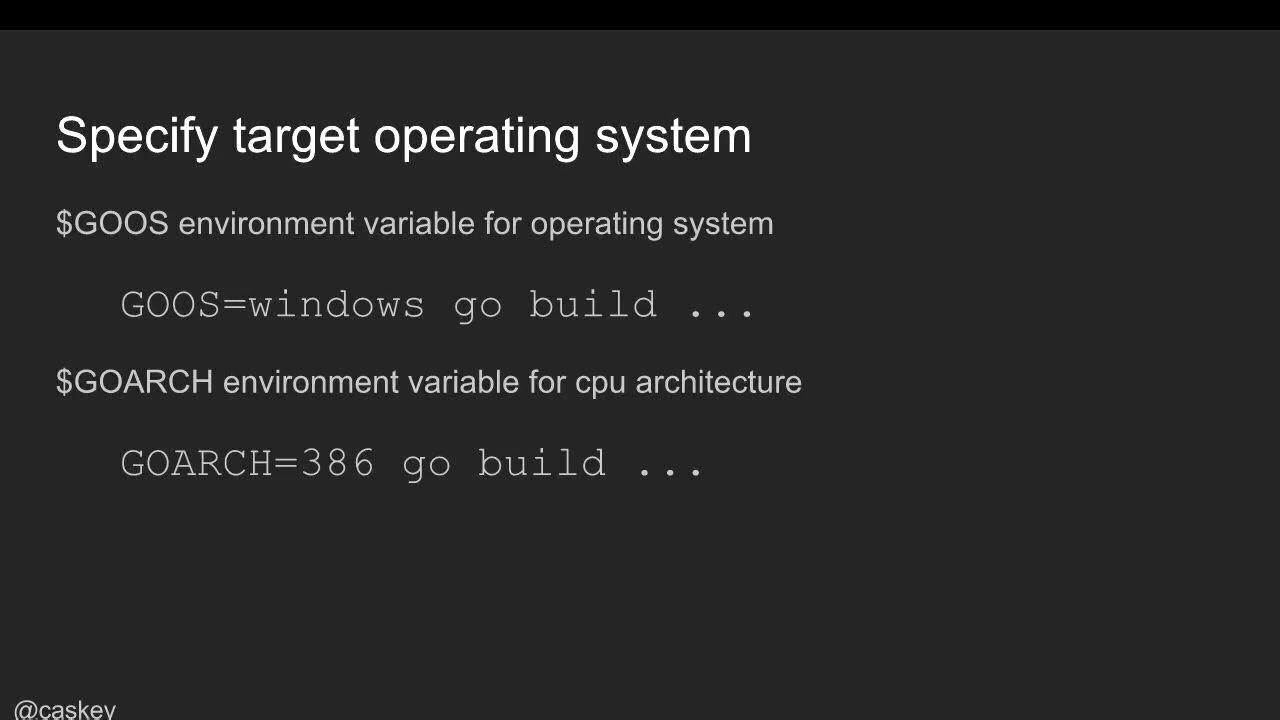 Specify target operating system
$GOOS environment variable for operating system
GOOS=windows go build ...
$GOARCH environment variable for cpu architecture
GOARCH=386 go build ...
@caskey